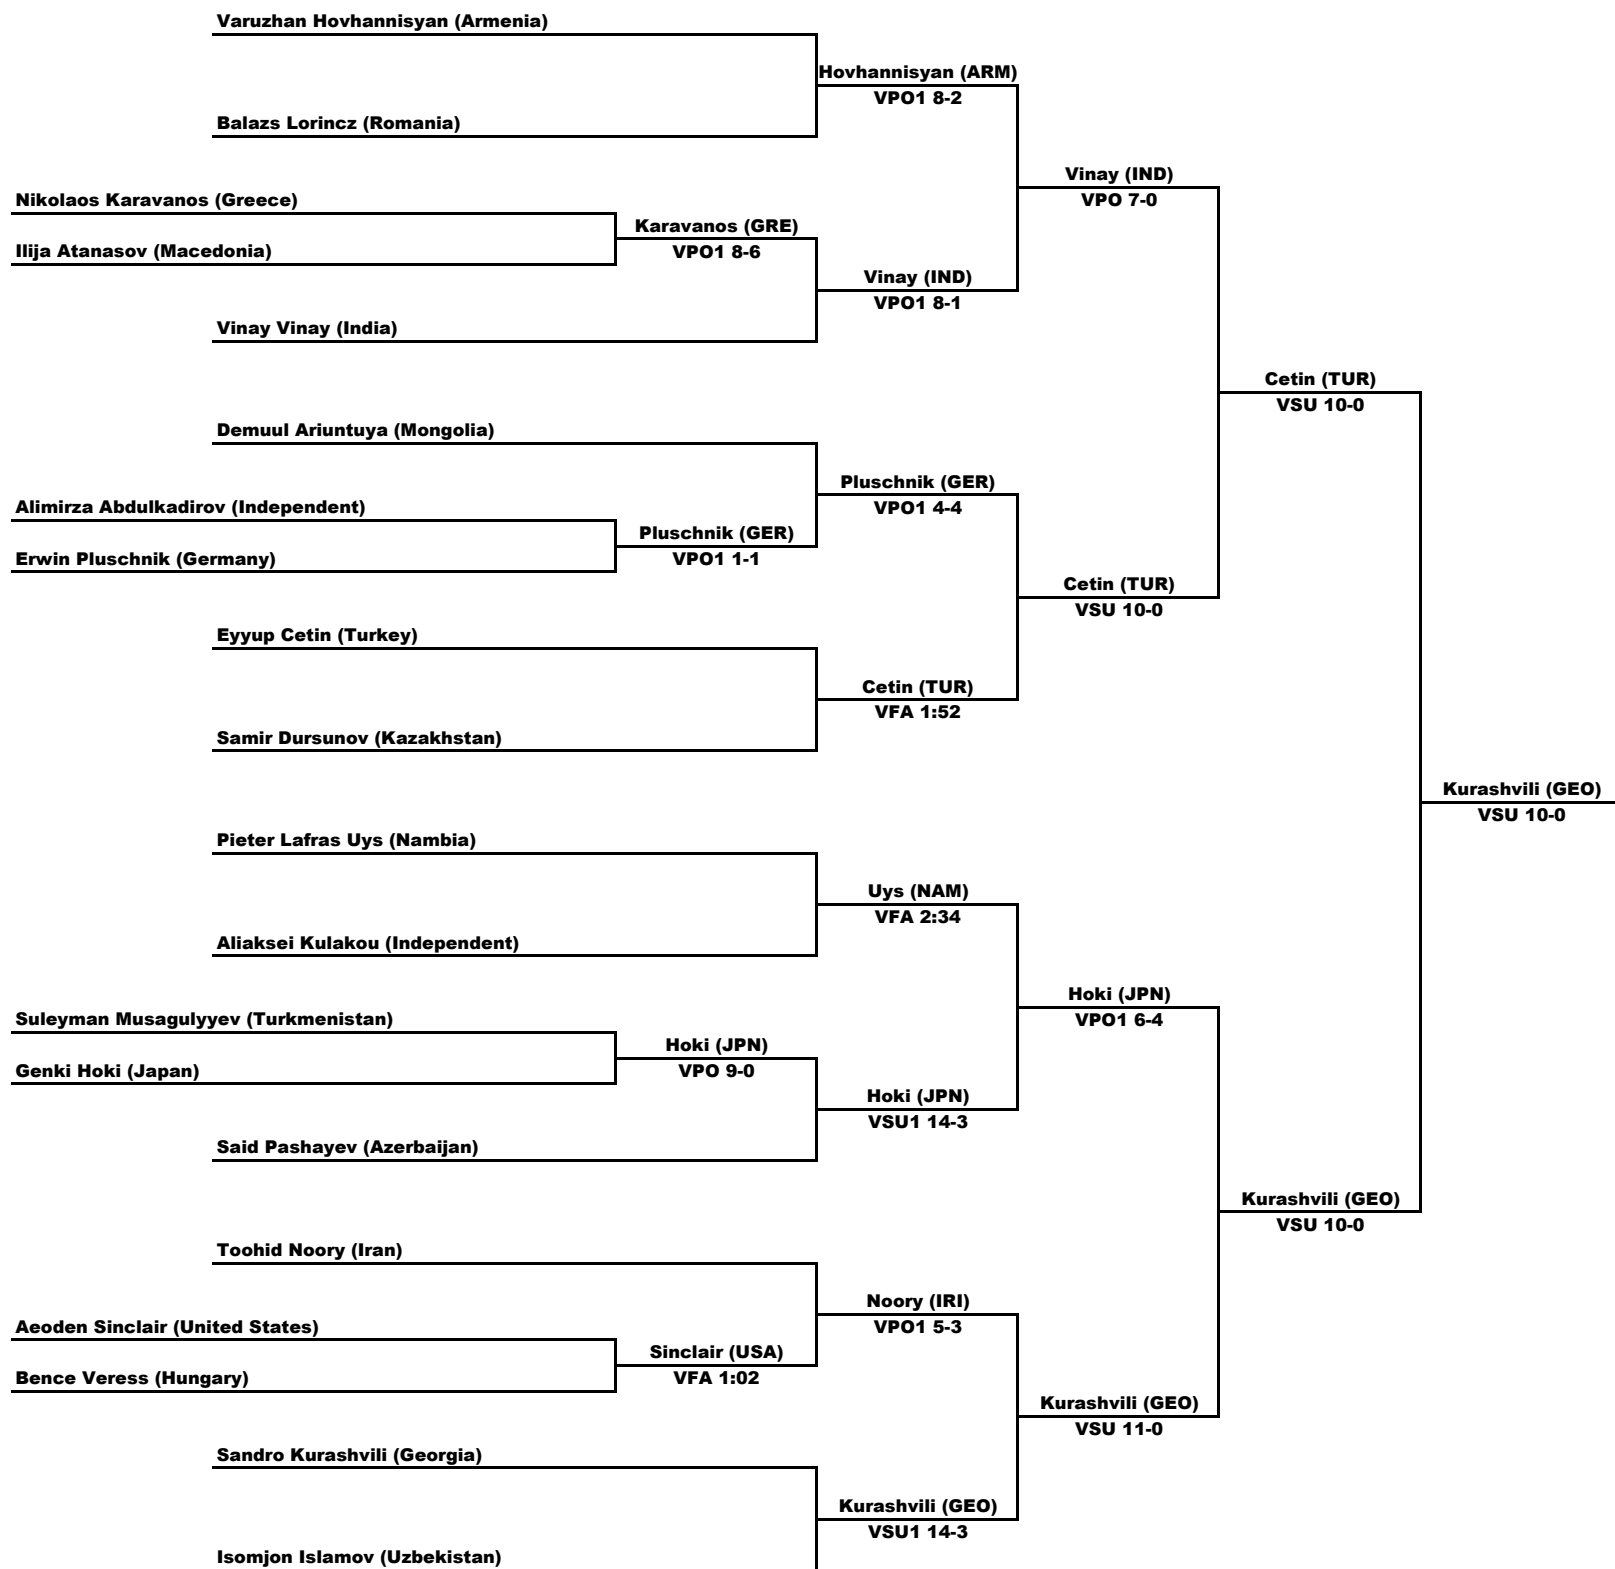 Varuzhan Hovhannisyan (Armenia)
Hovhannisyan (ARM)
VPO1 8-2
Balazs Lorincz (Romania)
Vinay (IND)
VPO 7-0
Nikolaos Karavanos (Greece)
Karavanos (GRE)
Ilija Atanasov (Macedonia)
VPO1 8-6
Vinay (IND)
VPO1 8-1
Vinay Vinay (India)
Cetin (TUR)
VSU 10-0
Demuul Ariuntuya (Mongolia)
Pluschnik (GER)
VPO1 4-4
Alimirza Abdulkadirov (Independent)
Pluschnik (GER)
Erwin Pluschnik (Germany)
VPO1 1-1
Cetin (TUR)
VSU 10-0
Eyyup Cetin (Turkey)
Cetin (TUR)
VFA 1:52
Samir Dursunov (Kazakhstan)
Kurashvili (GEO)
VSU 10-0
Pieter Lafras Uys (Nambia)
Uys (NAM)
VFA 2:34
Aliaksei Kulakou (Independent)
Hoki (JPN)
VPO1 6-4
Suleyman Musagulyyev (Turkmenistan)
Hoki (JPN)
Genki Hoki (Japan)
VPO 9-0
Hoki (JPN)
VSU1 14-3
Said Pashayev (Azerbaijan)
Kurashvili (GEO)
VSU 10-0
Toohid Noory (Iran)
Noory (IRI)
VPO1 5-3
Aeoden Sinclair (United States)
Sinclair (USA)
Bence Veress (Hungary)
VFA 1:02
Kurashvili (GEO)
VSU 11-0
Sandro Kurashvili (Georgia)
Kurashvili (GEO)
VSU1 14-3
Isomjon Islamov (Uzbekistan)